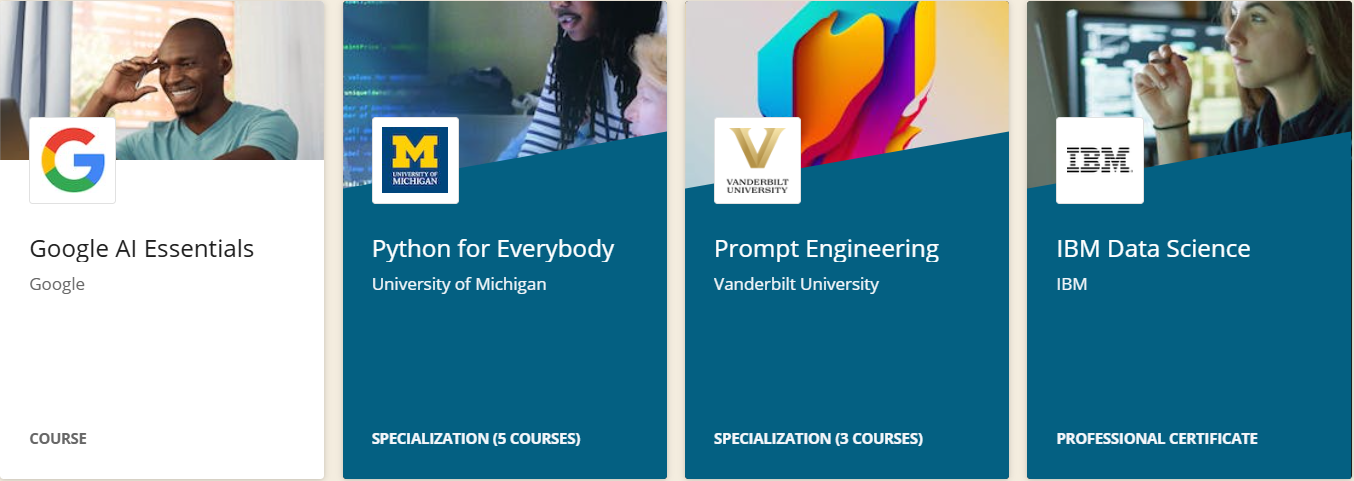 UNIVERSITY OF
MICHIGAN
VANDERBILT
UNIVERSITY
IBM
Google AI Essentials
Google
COURSE
Python for Everybody
University of Michigan
SPECIALIZATION (5 COURSES)
Prompt Engineering
Vanderbilt University
SPECIALIZATION (3 COURSES)
IBM Data Science
IBM
PROFESSIONAL CERTIFICATE